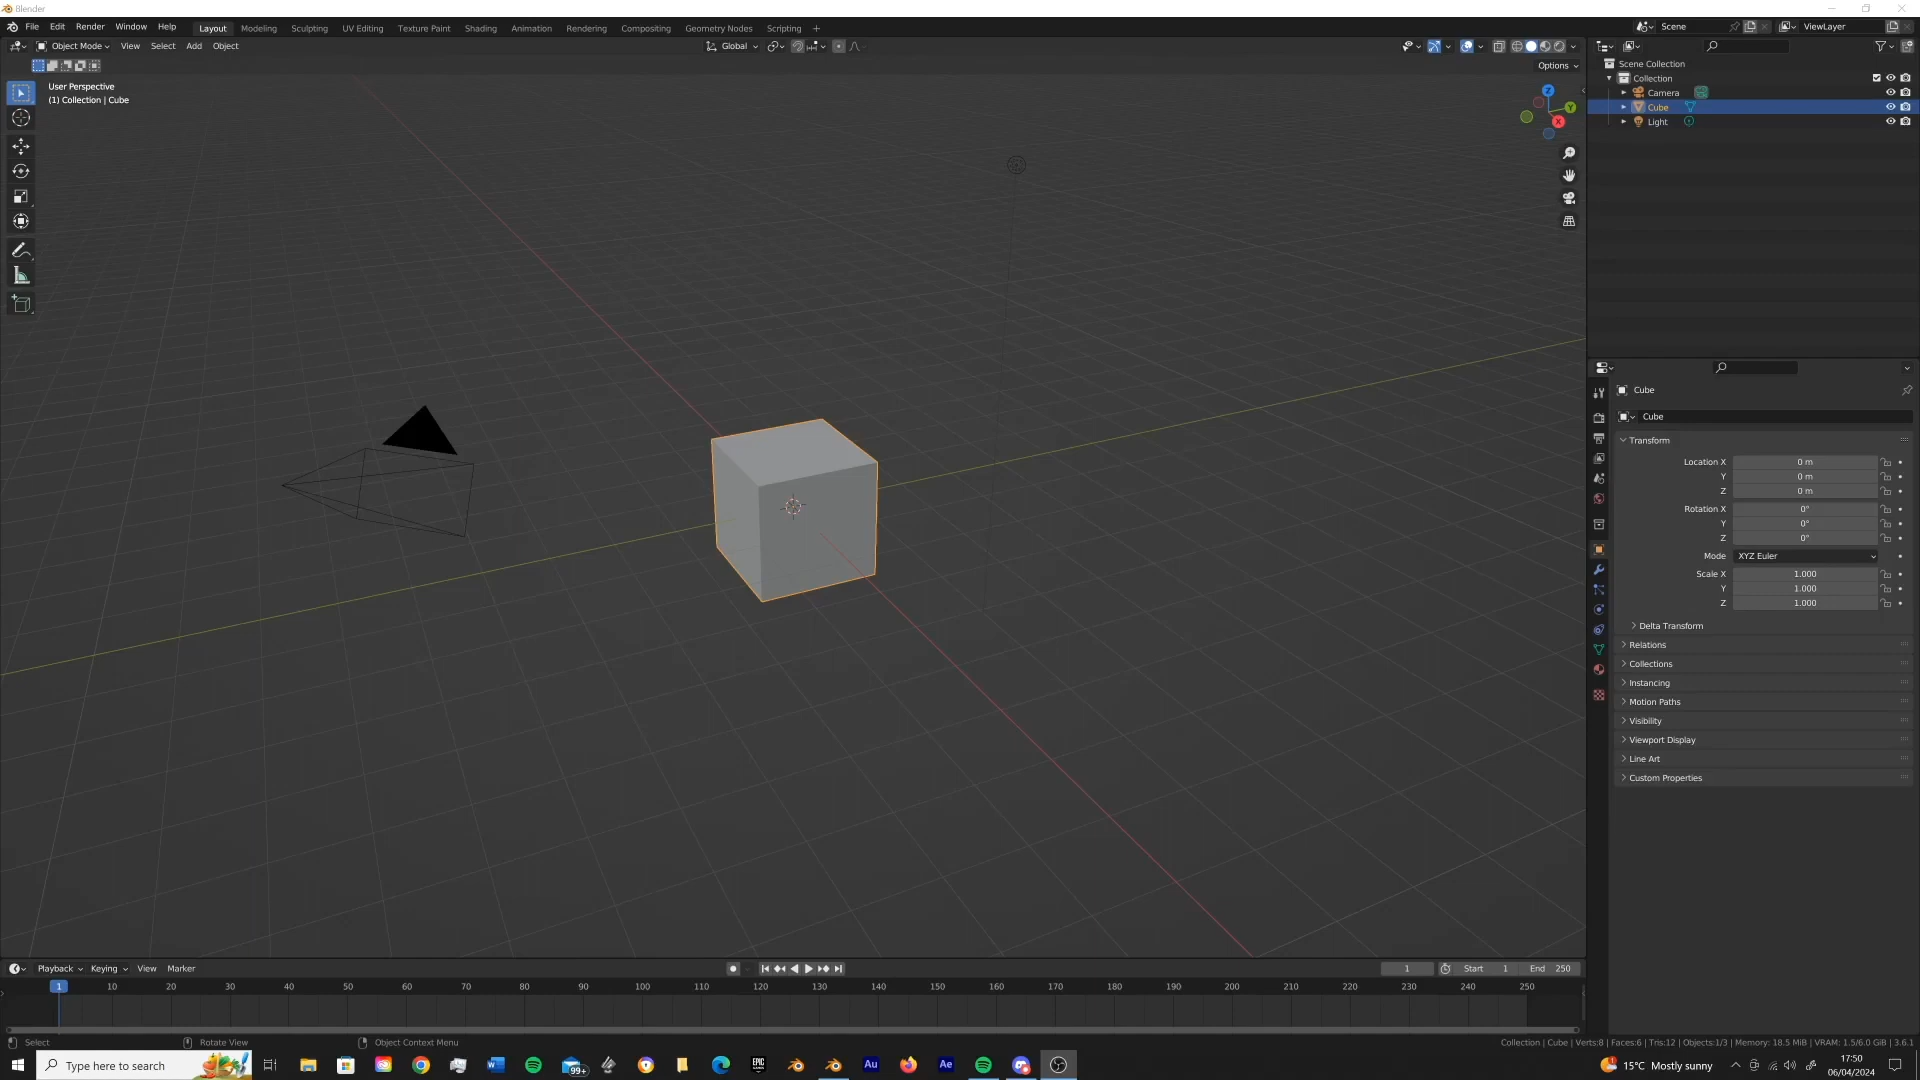 Blender
File Edit Render Window Help Layout Modeling Sculpting UV Editing Texture Paint Shading Animation Rendering Compositing Geometry Nodes Scripting + Scene ViewLayer
Object Mode View Select Add Object Global
Options
User Perspective
(1) Collection | Cube
Z
Y
X
Scene Collection
Collection
Camera
Cube
Light
Cube
Cube
Transform
Location X 0 m
Y 0 m
Z 0 m
Rotation X 0°
Y 0°
Z 0°
Mode XYZ Euler
Scale X 1.000
Y 1.000
Z 1.000
Delta Transform
Relations
Collections
Instancing
Motion Paths
Visibility
Viewport Display
Line Art
Custom Properties
Playback Keying View Marker 1 Start 1 End 250
1 10 20 30 40 50 60 70 80 90 100 110 120 130 140 150 160 170 180 190 200 210 220 230 240 250
Select Rotate View Object Context Menu Collection | Cube | Verts:8 | Faces:6 | Tris:12 | Objects:1/3 | Memory: 18.5 MiB | VRAM: 1.5/6.0 GiB | 3.6.1
Type here to search 99+ EPIC GAMES Au Ae 15°C Mostly sunny 17:50
06/04/2024